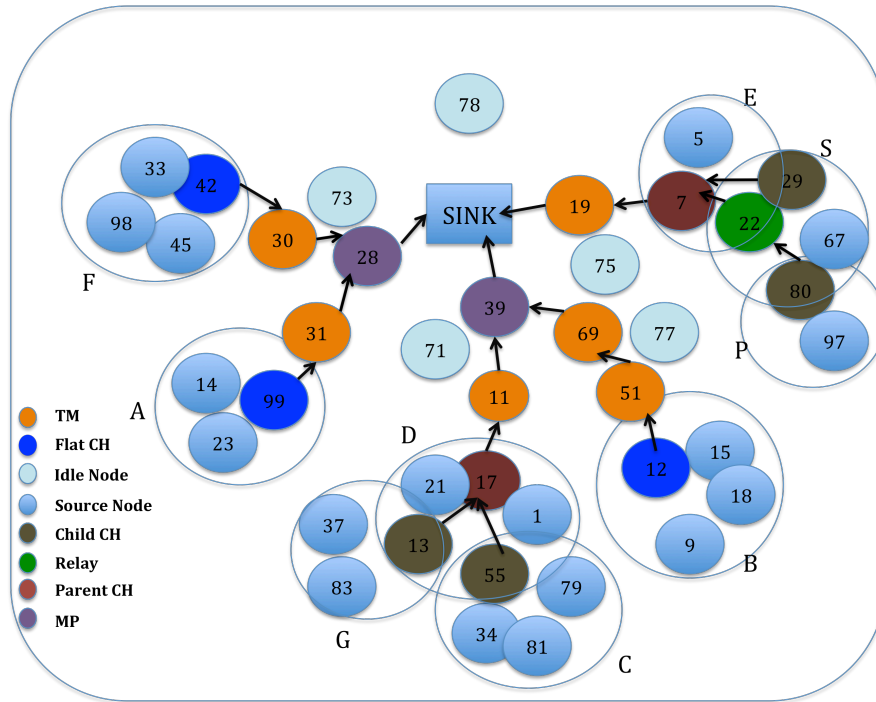 78
E
5
S
33
42
73
29
7
19
SINK
22
98
30
67
45
28
75
F
80
39
31
69
77
97
71
P
14
99
51
11
A
TM
23
D
Flat CH
15
12
Idle Node
17
21
18
Source Node
37
1
Child CH
13
9
B
Relay
55
83
79
Parent CH
MP
34
G
81
C